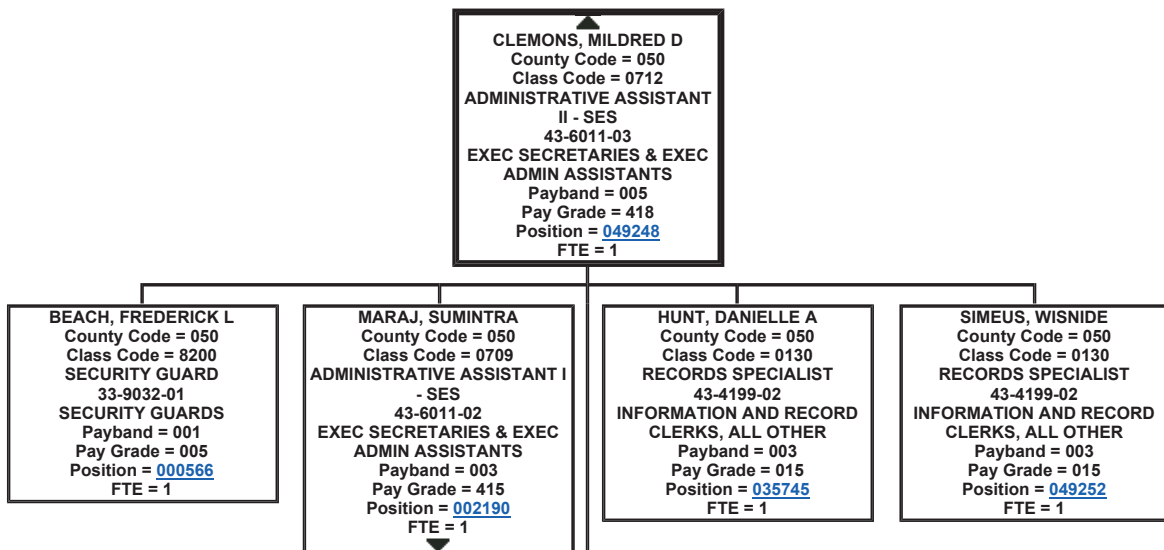 CLEMONS, MILDRED D
County Code = 050
Class Code = 0712
ADMINISTRATIVE ASSISTANT
II - SES
43-6011-03
EXEC SECRETARIES & EXEC
ADMIN ASSISTANTS
Payband = 005
Pay Grade = 418
Position = 049248
FTE = 1
BEACH, FREDERICK L
County Code = 050
Class Code = 8200
SECURITY GUARD
33-9032-01
SECURITY GUARDS
Payband = 001
Pay Grade = 005
Position = 000566
FTE = 1
MARAJ, SUMINTRA
County Code = 050
Class Code = 0709
ADMINISTRATIVE ASSISTANT I
- SES
43-6011-02
EXEC SECRETARIES & EXEC
ADMIN ASSISTANTS
Payband = 003
Pay Grade = 415
Position = 002190
FTE = 1
HUNT, DANIELLE A
County Code = 050
Class Code = 0130
RECORDS SPECIALIST
43-4199-02
INFORMATION AND RECORD
CLERKS, ALL OTHER
Payband = 003
Pay Grade = 015
Position = 035745
FTE = 1
SIMEUS, WISNIDE
County Code = 050
Class Code = 0130
RECORDS SPECIALIST
43-4199-02
INFORMATION AND RECORD
CLERKS, ALL OTHER
Payband = 003
Pay Grade = 015
Position = 049252
FTE = 1